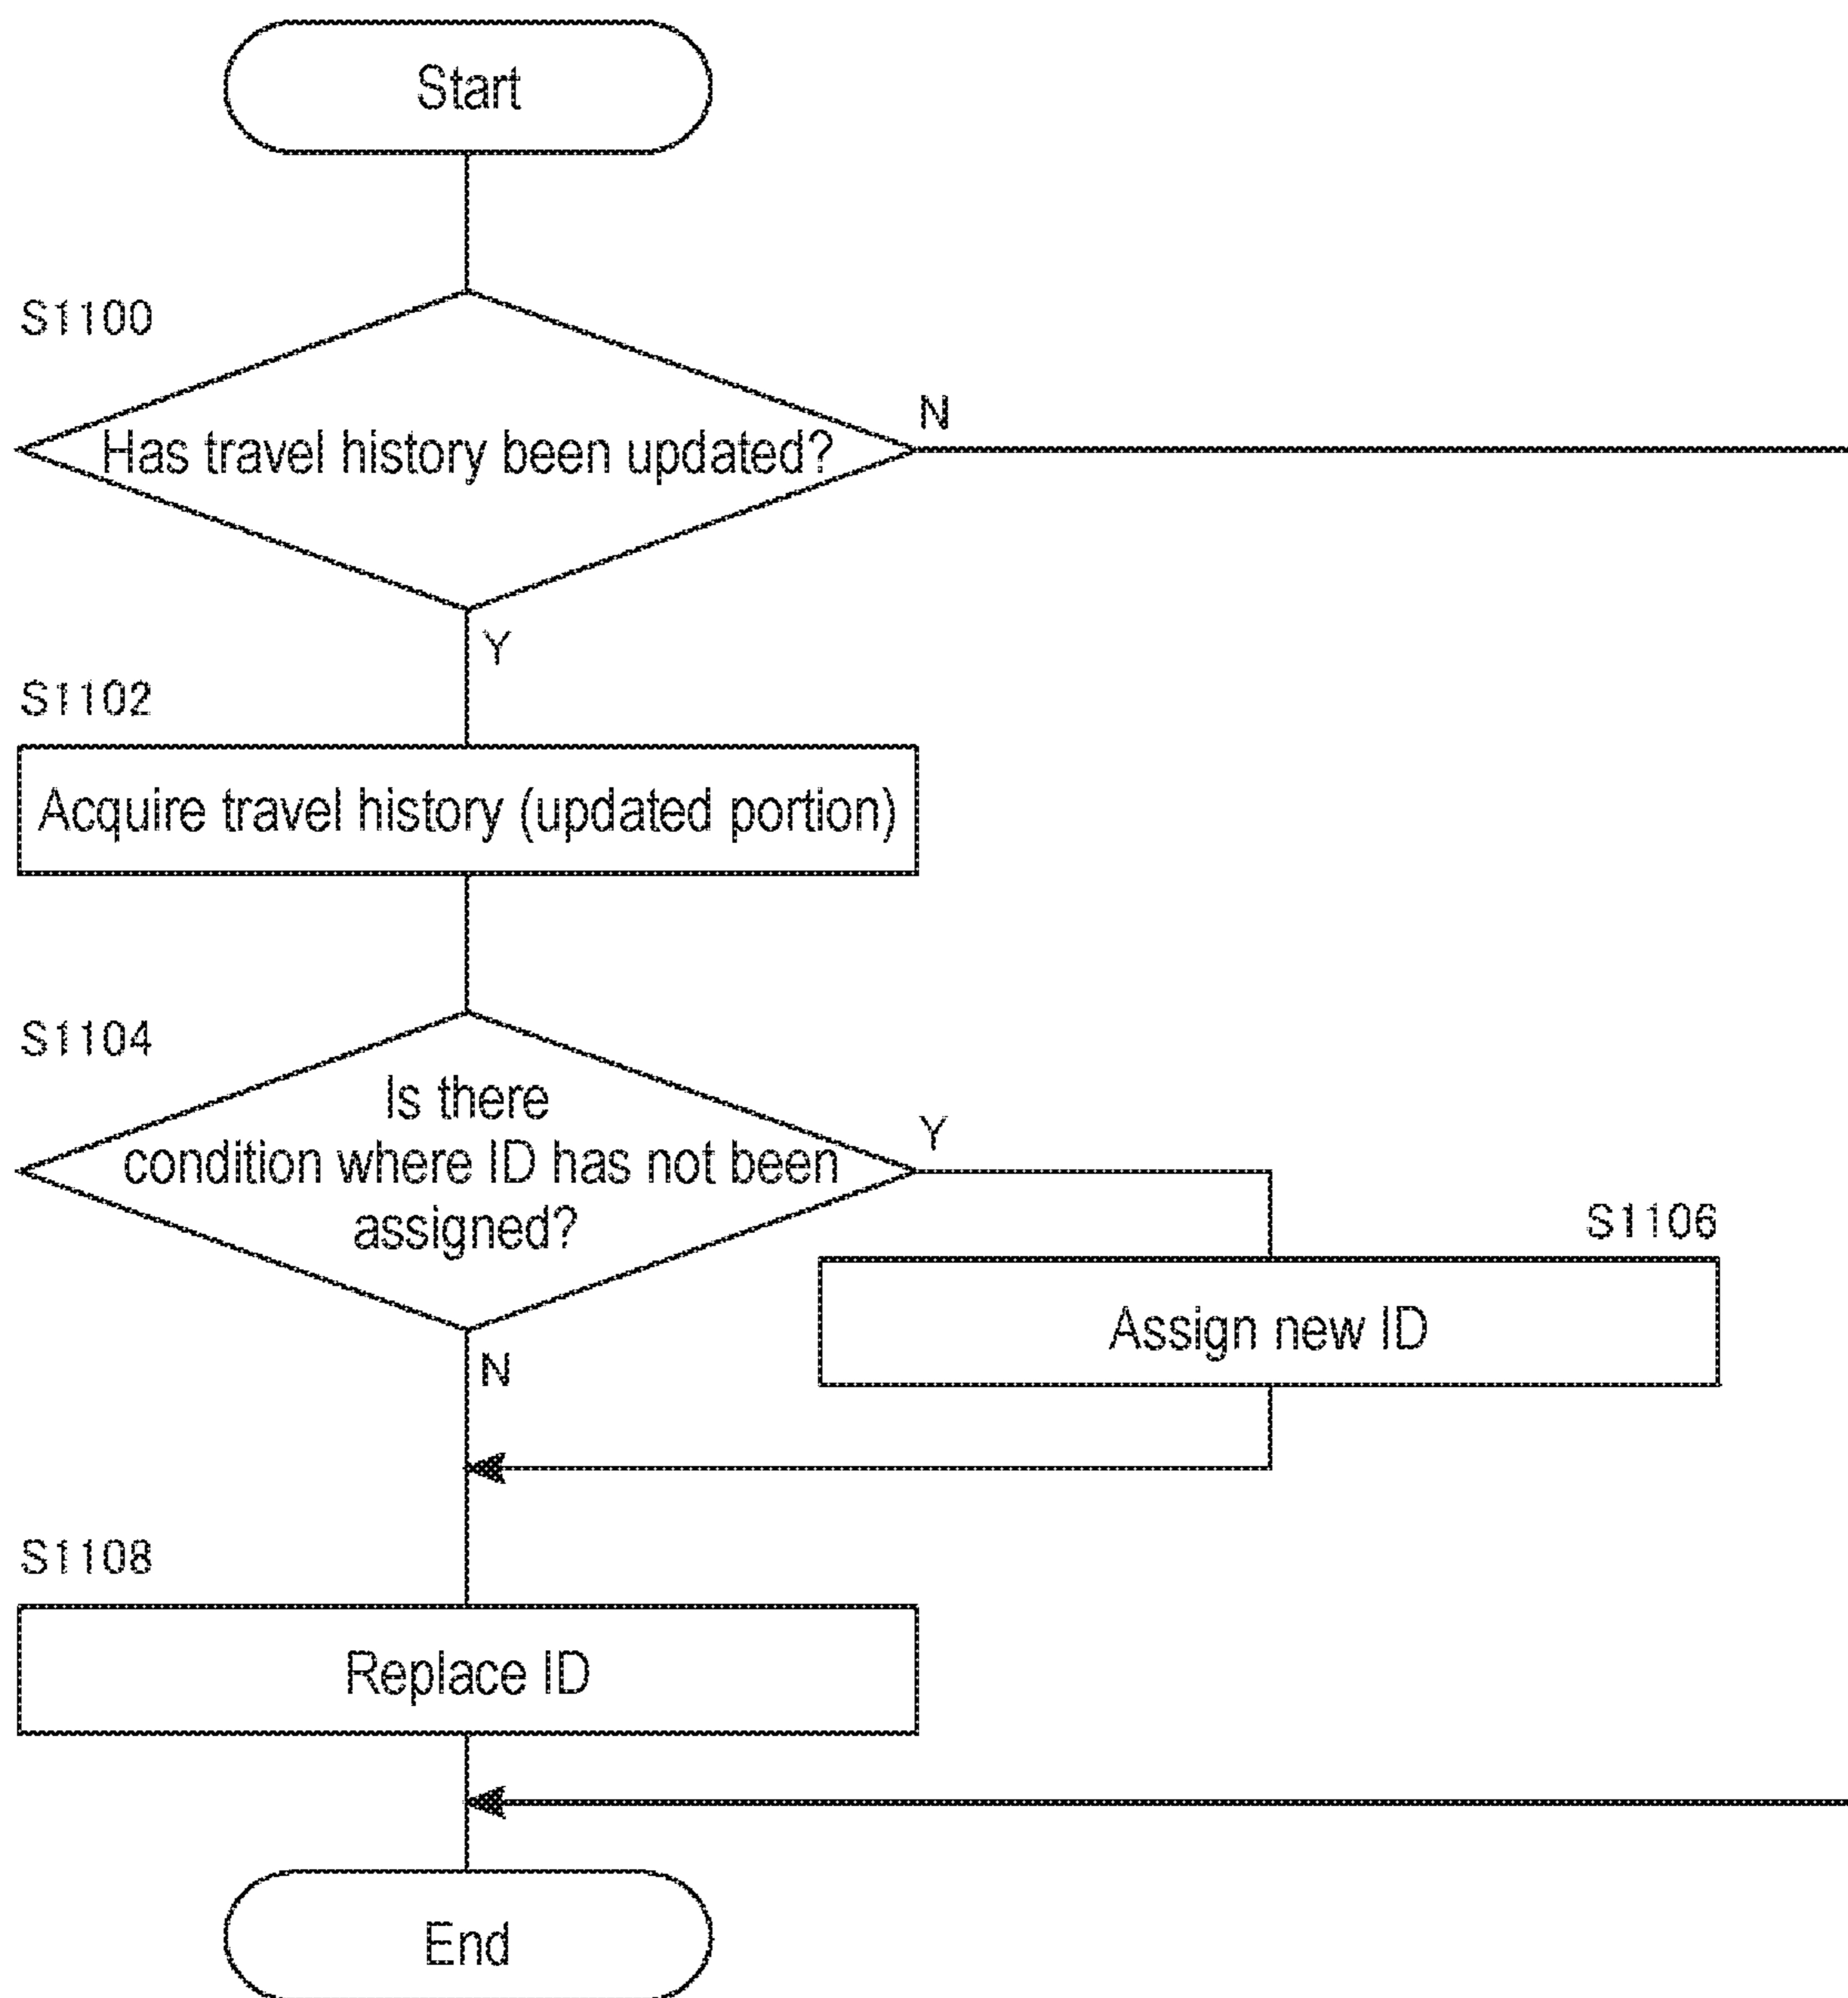 Start
S1100
Has travel history been updated?
N
Y
S1102
Acquire travel history (updated portion)
S1104
Is there
condition where ID has not been
assigned?
Y
S1106
Assign new ID
N
S1108
Replace ID
End